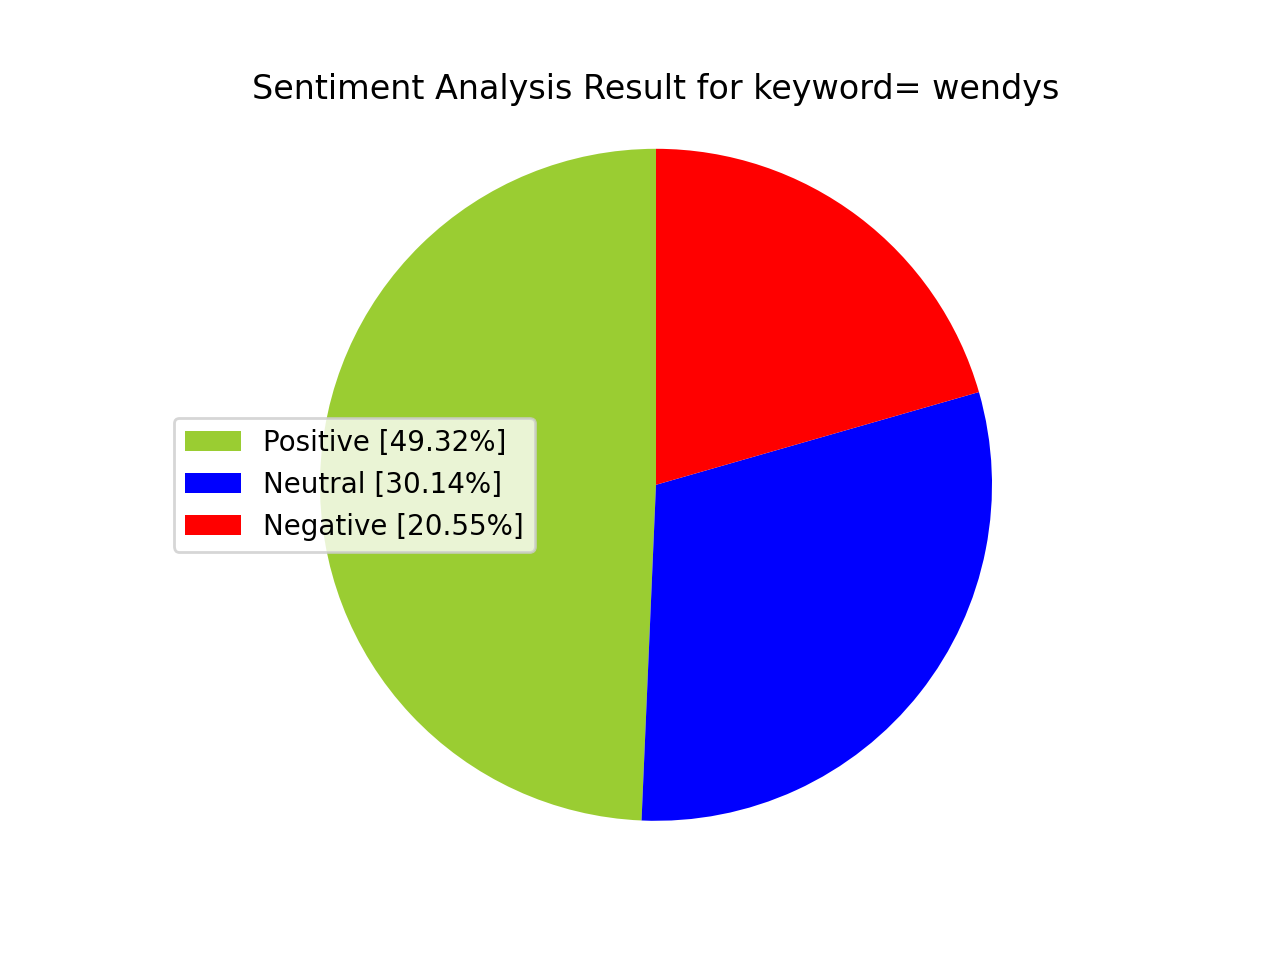 Sentiment Analysis Result for keyword= wendys
Positive [49.32%]
Neutral [30.14%]
Negative [20.55%]